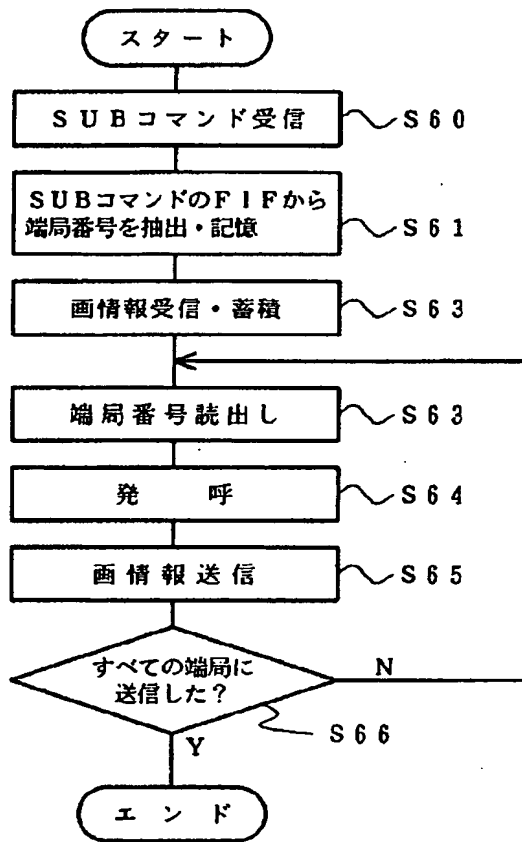 スタート
SUBコマンド受信
S60
SUBコマンドのFIFから
端局番号を抽出・記憶
S61
画情報受信・蓄積
S63
端局番号読出し
S63
発呼
S64
画情報送信
S65
すべての端局に
送信した?
N
S66
Y
エンド